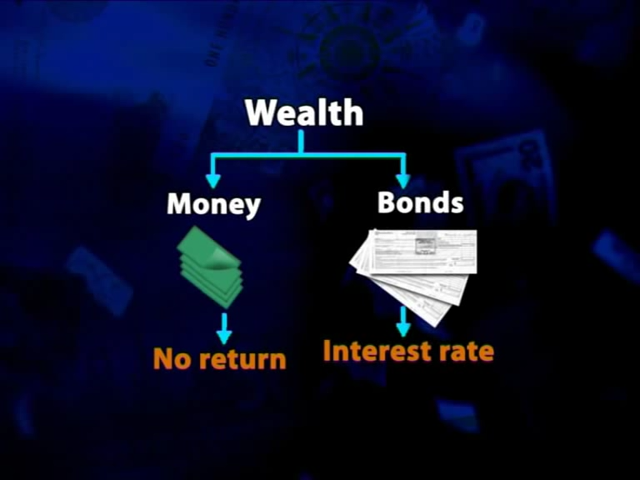 Wealth
Money
Bonds
No return
Interest rate